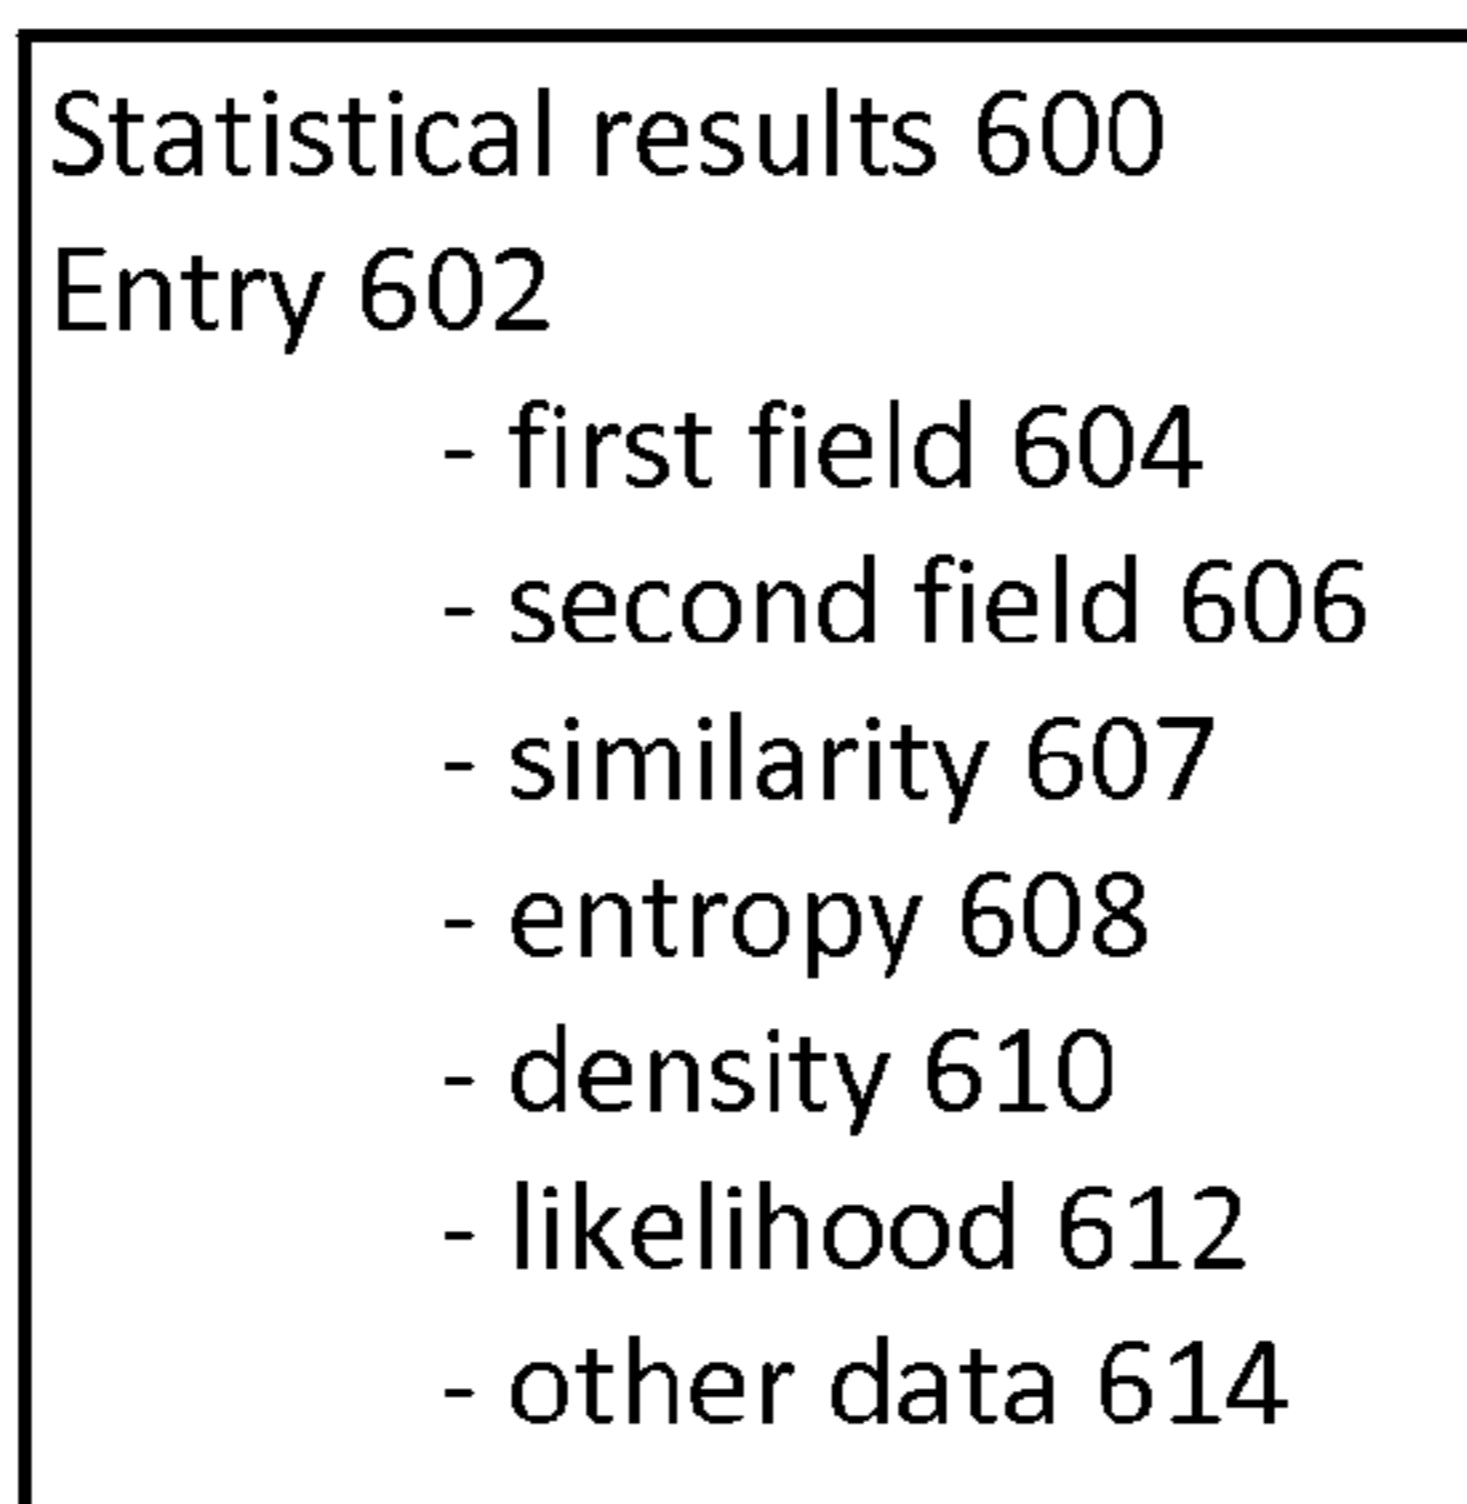 Statistical results 600
Entry 602
- first field 604
- second field 606
- similarity 607
- entropy 608
- density 610
- likelihood 612
- other data 614